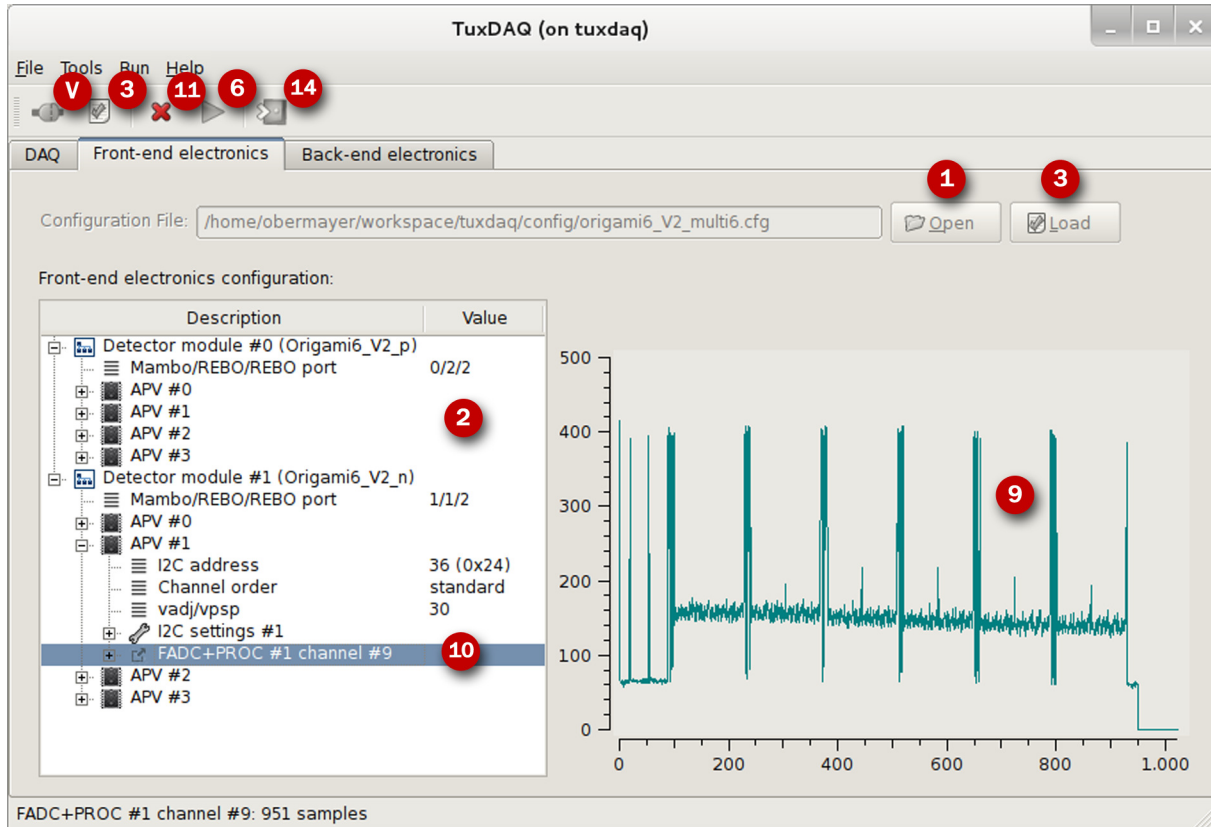 TuxDAQ (on tuxdaq)
File Tools Run Help
V 3 11 6 14
DAQ Front-end electronics Back-end electronics
1 3
Configuration File: /home/obermayer/workspace/tuxdaq/config/origami6_V2_multi6.cfg Open Load
Front-end electronics configuration:
Description Value
Detector module #0 (Origami6_V2_p)
Mambo/REBO/REBO port 0/2/2
APV #0
APV #1
2
APV #2
APV #3
Detector module #1 (Origami6_V2_n)
Mambo/REBO/REBO port 1/1/2
APV #0
APV #1
I2C address 36 (0x24)
Channel order standard
vadj/vpsp 30
I2C settings #1
FADC+PROC #1 channel #9 10
APV #2
APV #3
500
400
9
300
200
100
0
0 200 400 600 800 1.000
FADC+PROC #1 channel #9: 951 samples